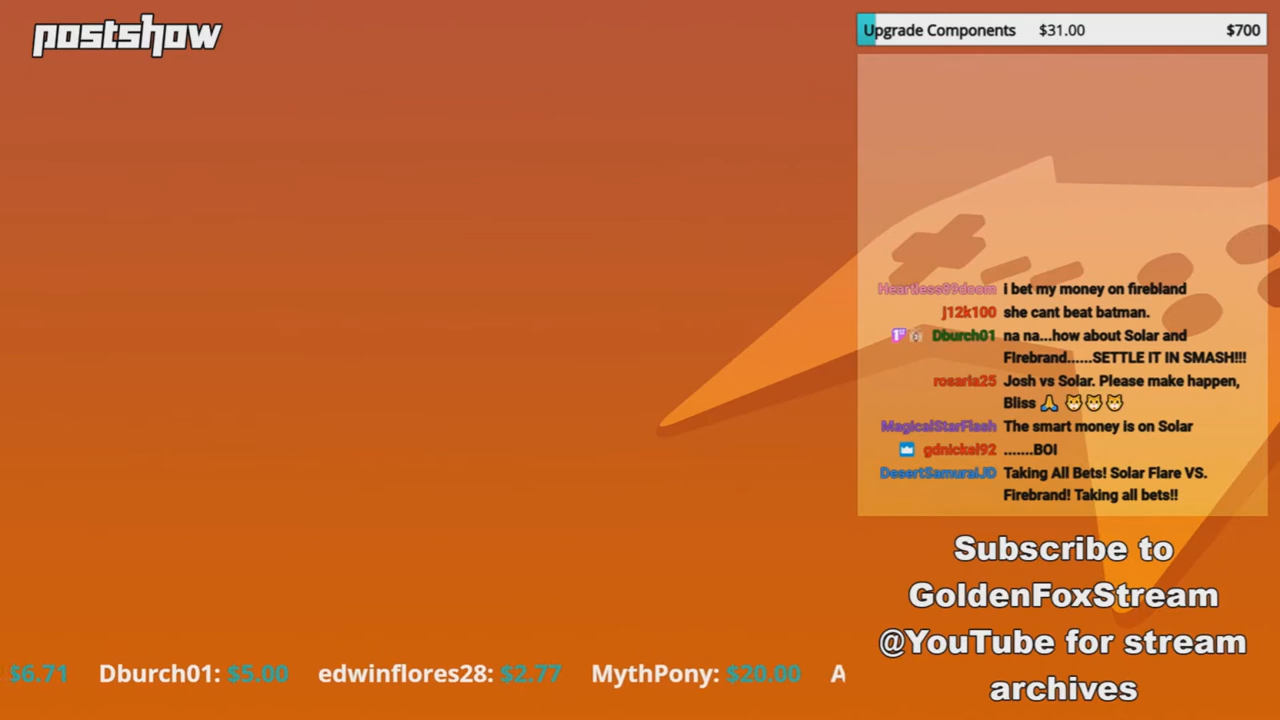 postshow
Upgrade Components $31.00 $700
Heartless89doom i bet my money on firebland
j12k100 she cant beat batman.
Dburch01 na na...how about Solar and
Firebrand......SETTLE IT IN SMASH!!!
rosaria25 Josh vs Solar. Please make happen,
Bliss 🙏 🐱🐱🐱
MagicalStarFlash The smart money is on Solar
gdnickel92 .......BOI
DesertSamuraiJD Taking All Bets! Solar Flare VS.
Firebrand! Taking all bets!!
Subscribe to
GoldenFoxStream
@YouTube for stream
archives
$6.71 Dburch01: $5.00 edwinflores28: $2.77 MythPony: $20.00 A